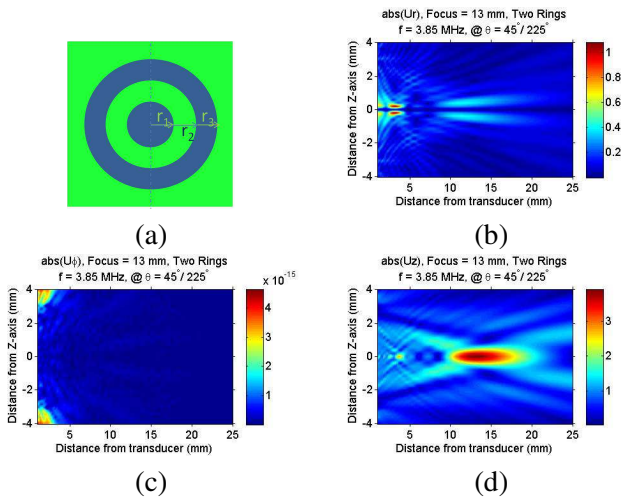 r1
r2
r3
(a)
abs(Ur), Focus = 13 mm, Two Rings
f = 3.85 MHz, @ θ = 45°/ 225°
Distance from Z-axis (mm)
4
2
0
-2
-4
5
10
15
20
25
Distance from transducer (mm)
1
0.8
0.6
0.4
0.2
(b)
abs(Uϕ), Focus = 13 mm, Two Rings
f = 3.85 MHz, @ θ = 45°/ 225°
x 10⁻¹⁵
Distance from Z-axis (mm)
4
2
0
-2
-4
5
10
15
20
25
Distance from transducer (mm)
4
3
2
1
(c)
abs(Uz), Focus = 13 mm, Two Rings
f = 3.85 MHz, @ θ = 45°/ 225°
Distance from Z-axis (mm)
4
2
0
-2
-4
5
10
15
20
25
Distance from transducer (mm)
3
2
1
(d)